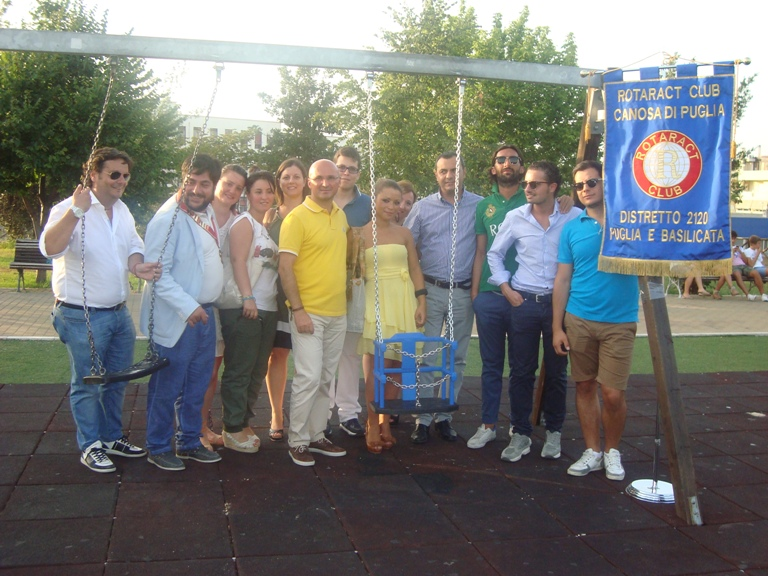 ROTARACT CLUB
CANOSA DI PUGLIA
ROTARACT
R
CLUB
DISTRETTO 2120
PUGLIA E BASILICATA